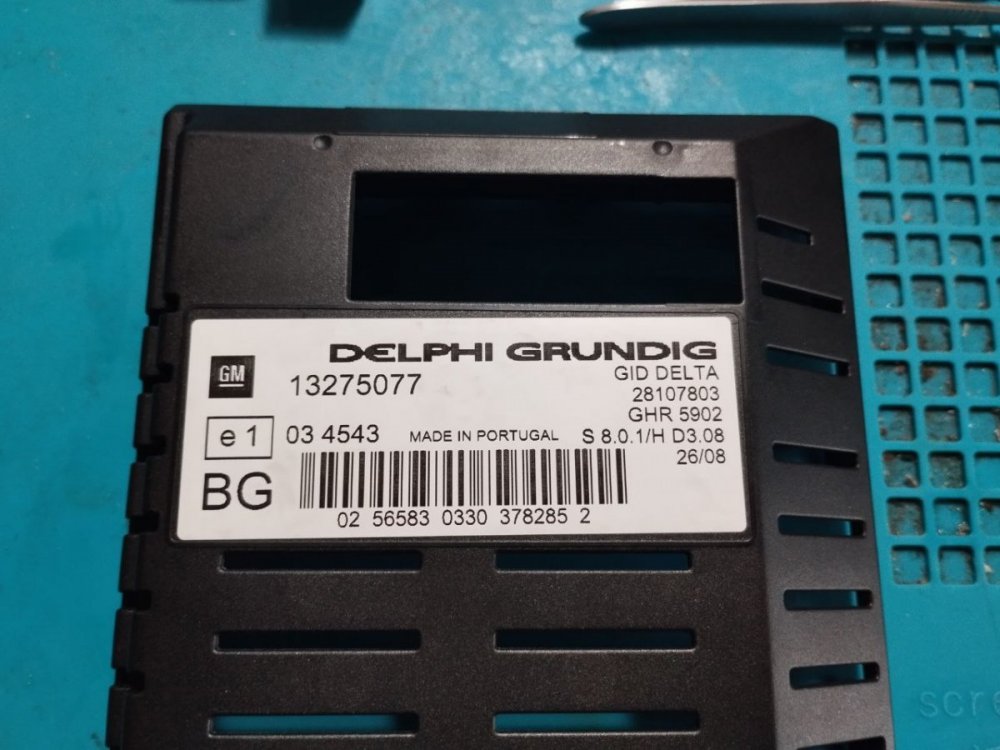 DELPHI GRUNDIG
GM
13275077
GID DELTA
28107803
GHR 5902
e 1
03 4543
MADE IN PORTUGAL
S 8.0.1/H D3.08
26/08
BG
02 56583 0330 378285 2